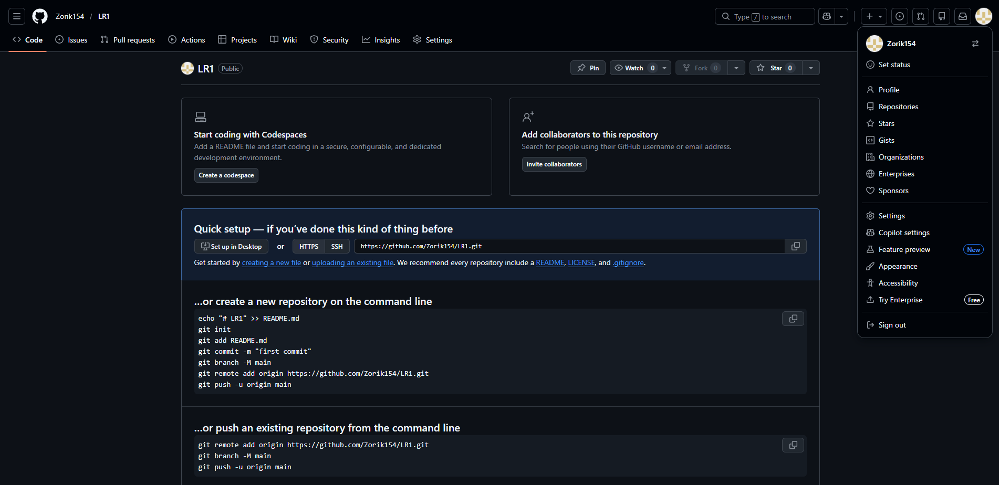 Zorik154 / LR1
Type / to search
Code Issues Pull requests Actions Projects Wiki Security Insights Settings
LR1 Public
Pin Watch 0 Fork 0 Star 0
Start coding with Codespaces
Add a README file and start coding in a secure, configurable, and dedicated
development environment.
Create a codespace
Add collaborators to this repository
Search for people using their GitHub username or email address.
Invite collaborators
Quick setup — if you’ve done this kind of thing before
Set up in Desktop or HTTPS SSH https://github.com/Zorik154/LR1.git
Get started by creating a new file or uploading an existing file. We recommend every repository include a README, LICENSE, and .gitignore.
…or create a new repository on the command line
echo "# LR1" >> README.md
git init
git add README.md
git commit -m "first commit"
git branch -M main
git remote add origin https://github.com/Zorik154/LR1.git
git push -u origin main
…or push an existing repository from the command line
git remote add origin https://github.com/Zorik154/LR1.git
git branch -M main
git push -u origin main
Zorik154
Set status
Profile
Repositories
Stars
Gists
Organizations
Enterprises
Sponsors
Settings
Copilot settings
Feature preview New
Appearance
Accessibility
Try Enterprise Free
Sign out